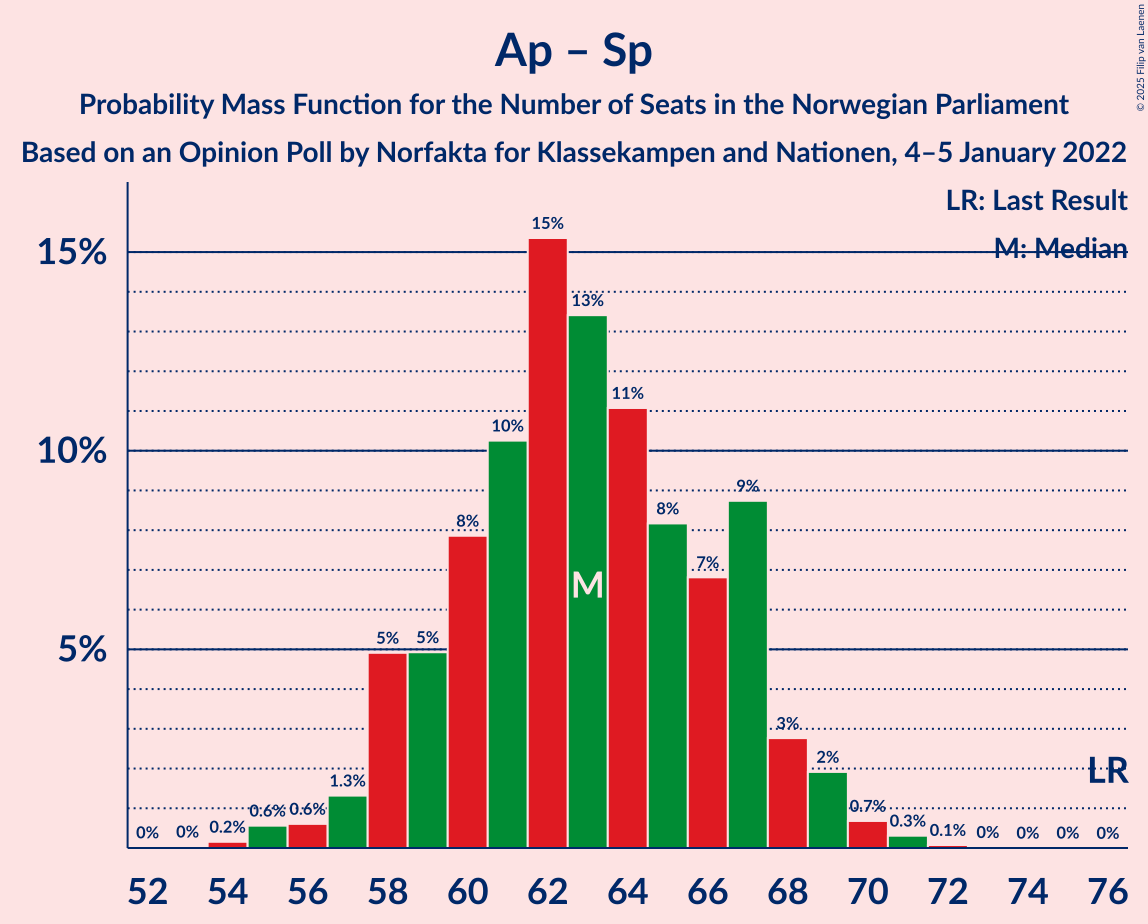 © 2025 Filip van Laenen
Ap – Sp
Probability Mass Function for the Number of Seats in the Norwegian Parliament
Based on an Opinion Poll by Norfakta for Klassekampen and Nationen, 4–5 January 2022
LR: Last Result
M: Median
15%
10%
5%
0% 0% 0.2% 0.6% 0.6% 1.3% 5% 5% 8% 10% 15% 13% 11% 8% 7% 9% 3% 2% 0.7% 0.3% 0.1% 0% 0% 0% 0%
M
LR
52 54 56 58 60 62 64 66 68 70 72 74 76